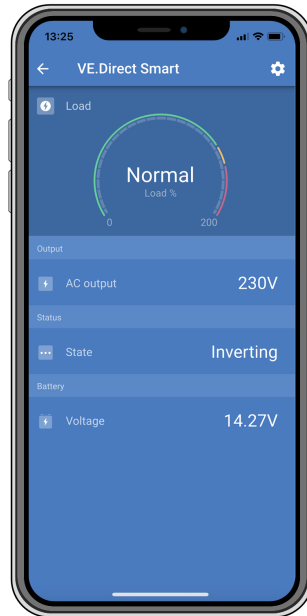 13:25
VE.Direct Smart
Load
Normal
Load %
0 200
Output
AC output 230V
Status
State Inverting
Battery
Voltage 14.27V